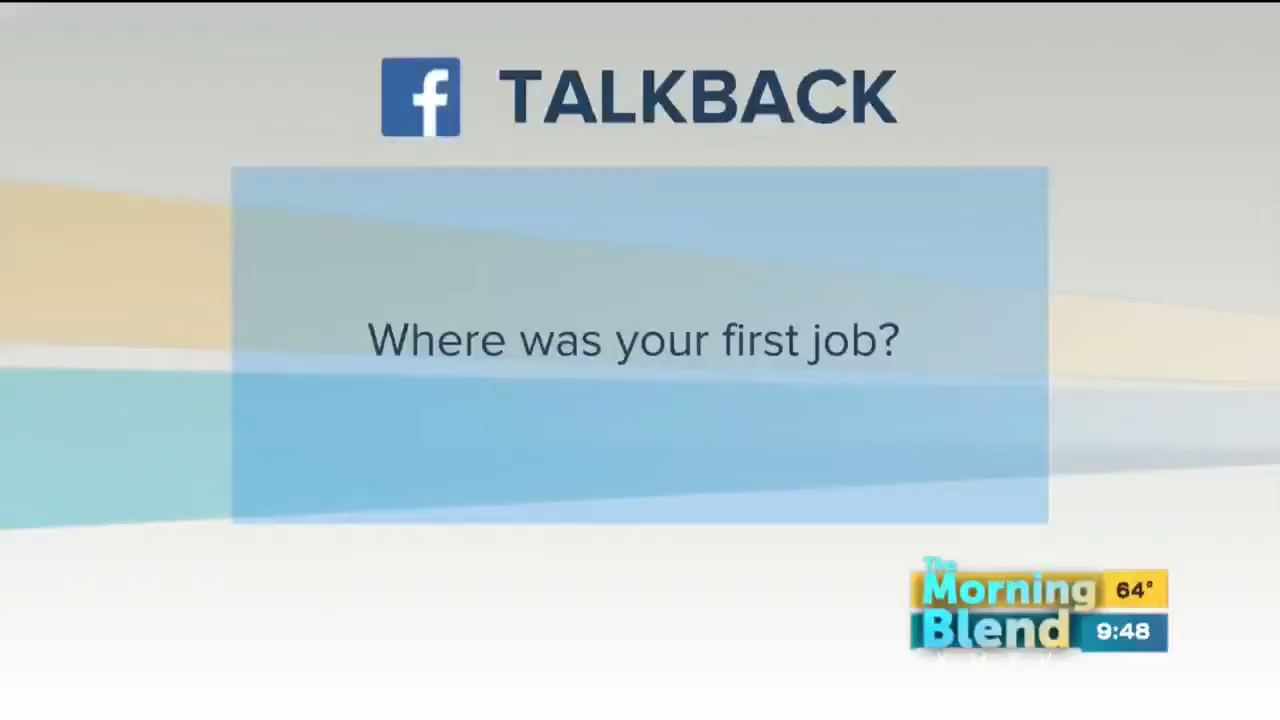 f TALKBACK
Where was your first job?
The
Morning 64°
Blend 9:48